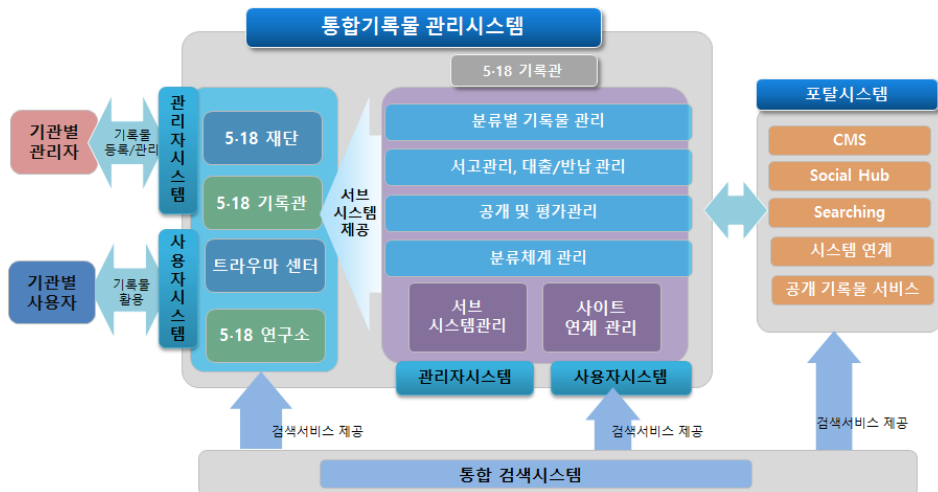 통합기록물 관리시스템
5·18 기록관
기관별
관리자
기록물
등록/관리
관리자시스템
5·18 재단
5·18 기록관
트라우마 센터
5·18 연구소
기관별
사용자
기록물
활용
사용자시스템
서브
시스템
제공
분류별 기록물 관리
서고관리, 대출/반납 관리
공개 및 평가관리
분류체계 관리
서브
시스템관리
사이트
연계 관리
관리자시스템
사용자시스템
포탈시스템
CMS
Social Hub
Searching
시스템 연계
공개 기록물 서비스
검색서비스 제공
검색서비스 제공
검색서비스 제공
통합 검색시스템